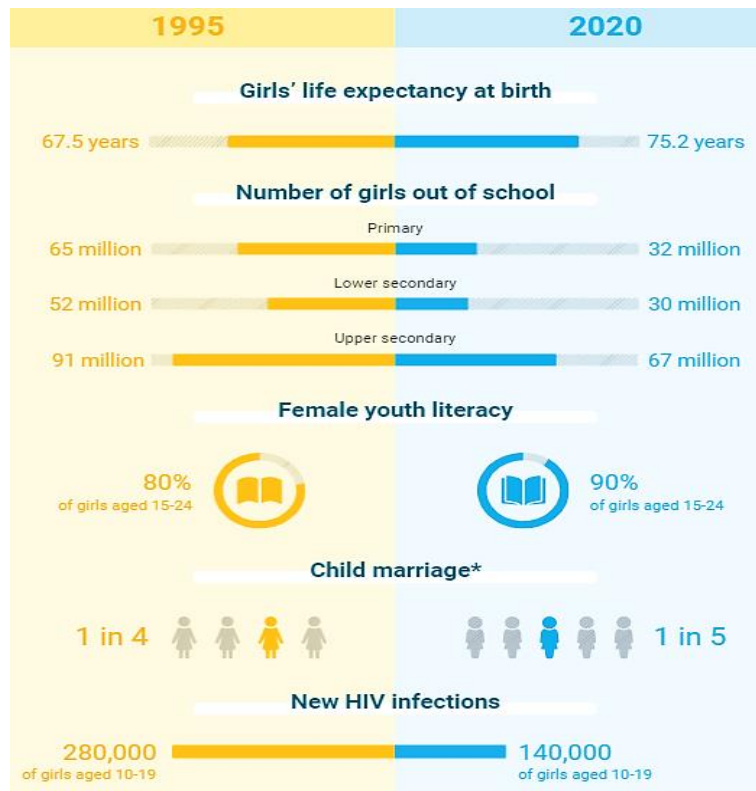 1995
2020
Girls’ life expectancy at birth
67.5 years
75.2 years
Number of girls out of school
Primary
65 million
32 million
Lower secondary
52 million
30 million
Upper secondary
91 million
67 million
Female youth literacy
80%
of girls aged 15-24
90%
of girls aged 15-24
Child marriage*
1 in 4
1 in 5
New HIV infections
280,000
of girls aged 10-19
140,000
of girls aged 10-19